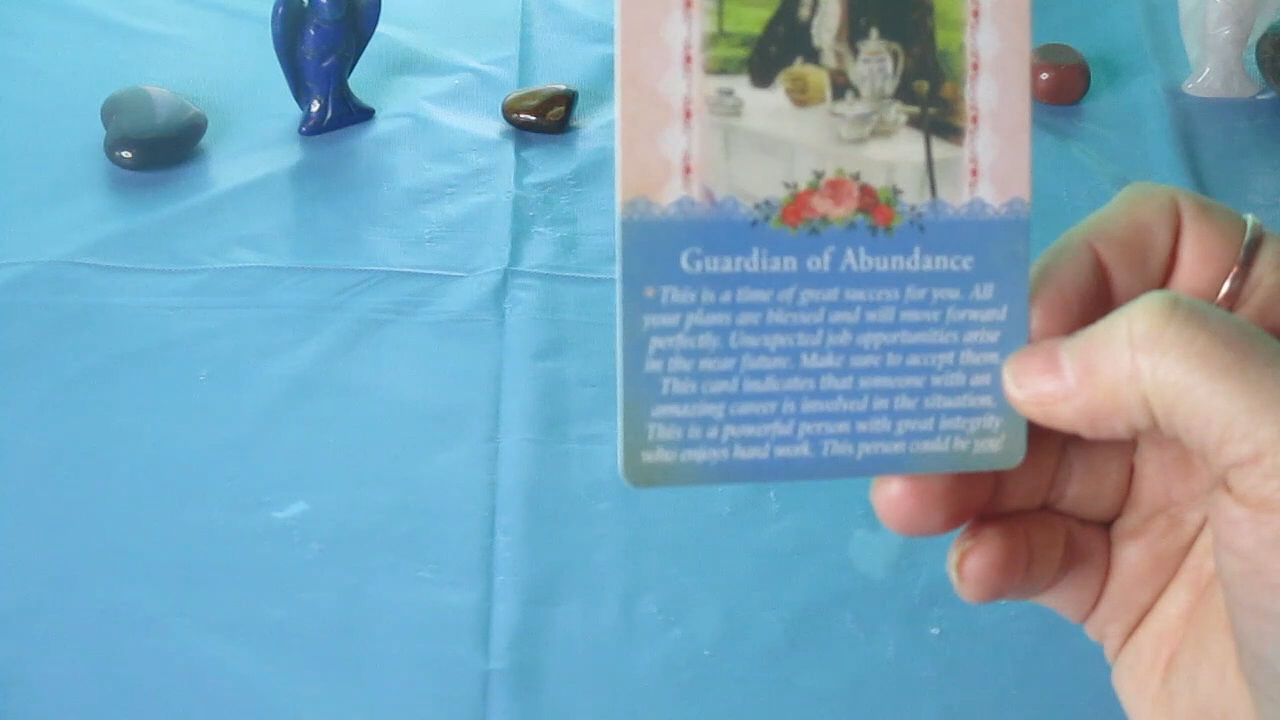 Guardian of Abundance
*This is a time of great success for you. All
your plans are blessed and will move forward
perfectly. Unexpected job opportunities arise
in the near future. Make sure to accept them.
This card indicates that someone with an
amazing career is involved in the situation.
This is a powerful person with great integrity
who enjoys hard work. This person could be you!